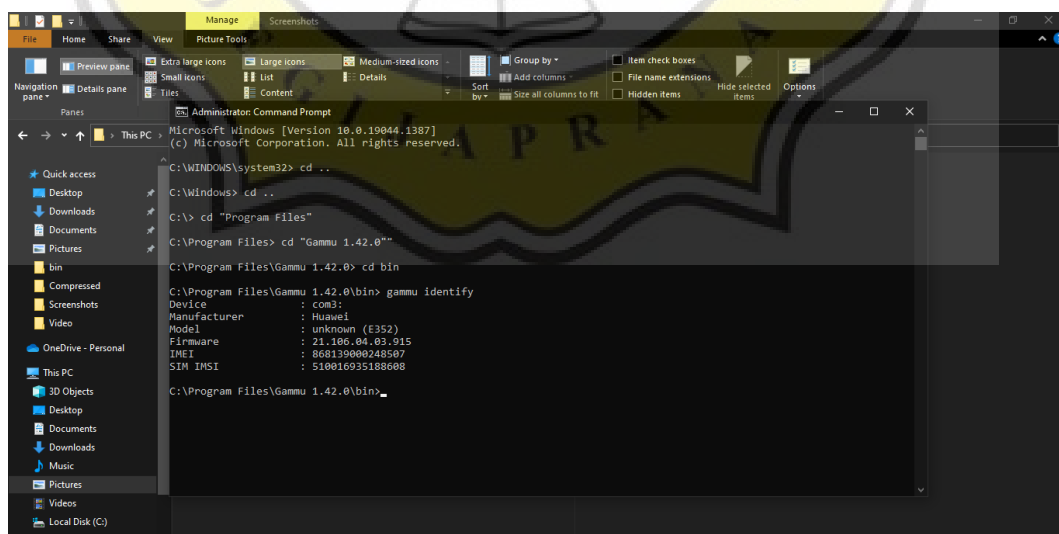 Manage
Screenshots
File Home Share View Picture Tools
Navigation pane
Preview pane
Details pane
Panes
Extra large icons Large icons Medium-sized icons
Small icons List Details
Tiles Content
Sort by
Group by
Add columns
Size all columns to fit
Item check boxes
File name extensions
Hidden items
Hide selected items
Options
This PC
Quick access
Desktop
Downloads
Documents
Pictures
bin
Compressed
Screenshots
Video
OneDrive - Personal
This PC
3D Objects
Desktop
Documents
Downloads
Music
Pictures
Videos
Local Disk (C:)
Administrator: Command Prompt
Microsoft Windows [Version 10.0.19044.1387]
(c) Microsoft Corporation. All rights reserved.
C:\WINDOWS\system32> cd ..
C:\Windows> cd ..
C:\> cd "Program Files"
C:\Program Files> cd "Gammu 1.42.0""
C:\Program Files\Gammu 1.42.0> cd bin
C:\Program Files\Gammu 1.42.0\bin> gammu identify
Device : com3:
Manufacturer : Huawei
Model : unknown (E352)
Firmware : 21.106.04.03.915
IMEI : 868139000248507
SIM IMSI : 510016935188608
C:\Program Files\Gammu 1.42.0\bin>